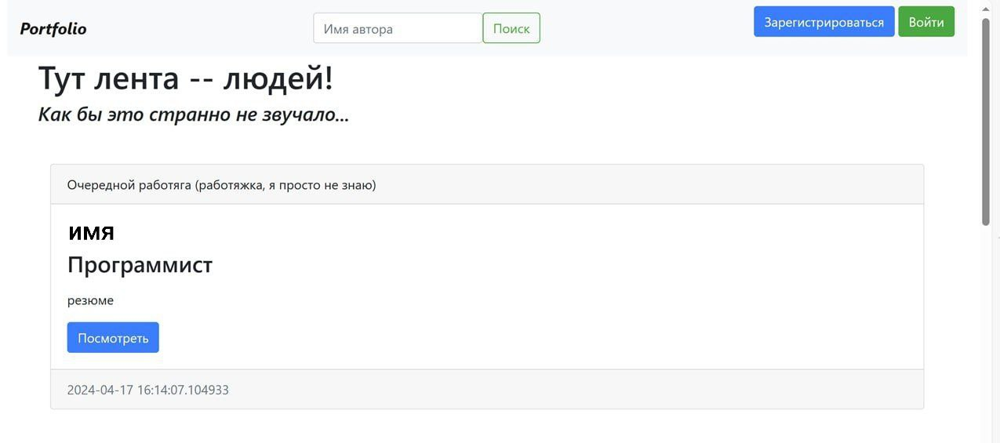 Portfolio
Имя автора
Поиск
Зарегистрироваться
Войти
Тут лента -- людей!
Как бы это странно не звучало...
Очередной работяга (работяжка, я просто не знаю)
имя
Программист
резюме
Посмотреть
2024-04-17 16:14:07.104933